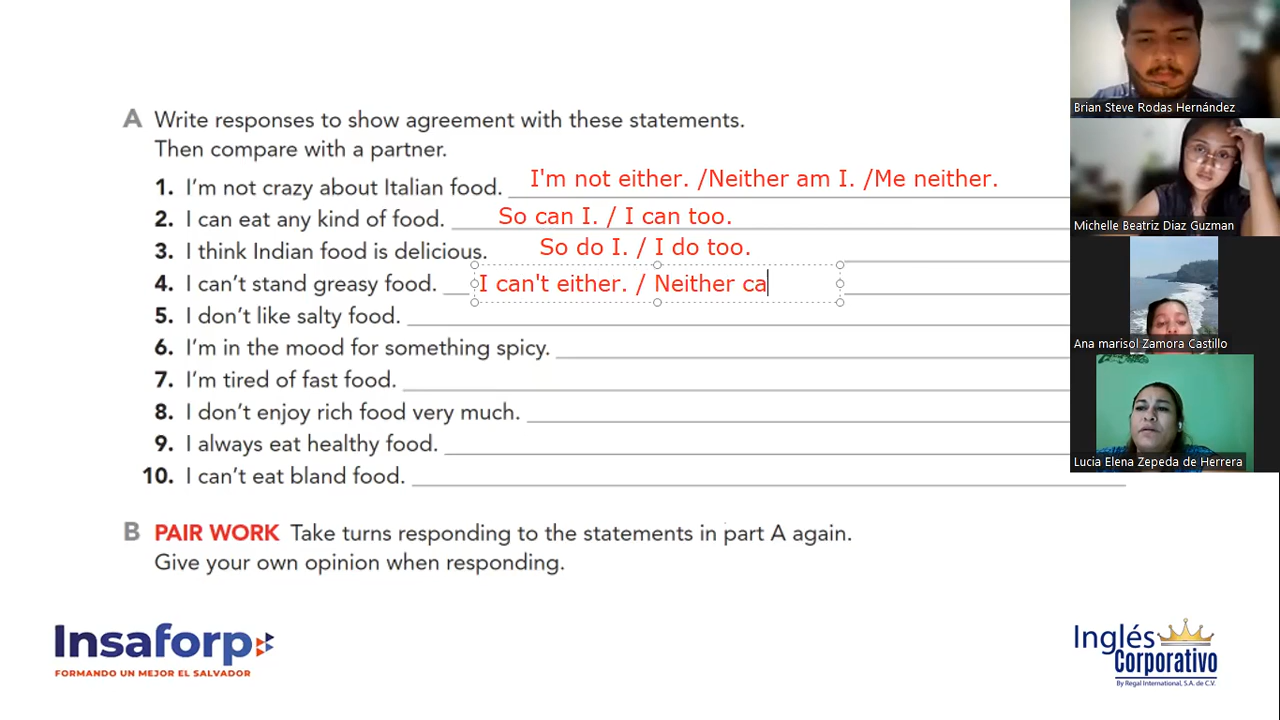 A Write responses to show agreement with these statements.
Then compare with a partner.
1. I'm not crazy about Italian food. I'm not either. /Neither am I. /Me neither.
2. I can eat any kind of food. So can I. / I can too.
3. I think Indian food is delicious. So do I. / I do too.
4. I can't stand greasy food. I can't either. / Neither ca
5. I don't like salty food.
6. I'm in the mood for something spicy.
7. I'm tired of fast food.
8. I don't enjoy rich food very much.
9. I always eat healthy food.
10. I can't eat bland food.
B PAIR WORK Take turns responding to the statements in part A again.
Give your own opinion when responding.
Insaforp
FORMANDO UN MEJOR EL SALVADOR
Inglés
Corporativo
By Regal International, S.A. de C.V.
Brian Steve Rodas Hernández
Michelle Beatriz Diaz Guzman
Ana marisol Zamora Castillo
Lucia Elena Zepeda de Herrera